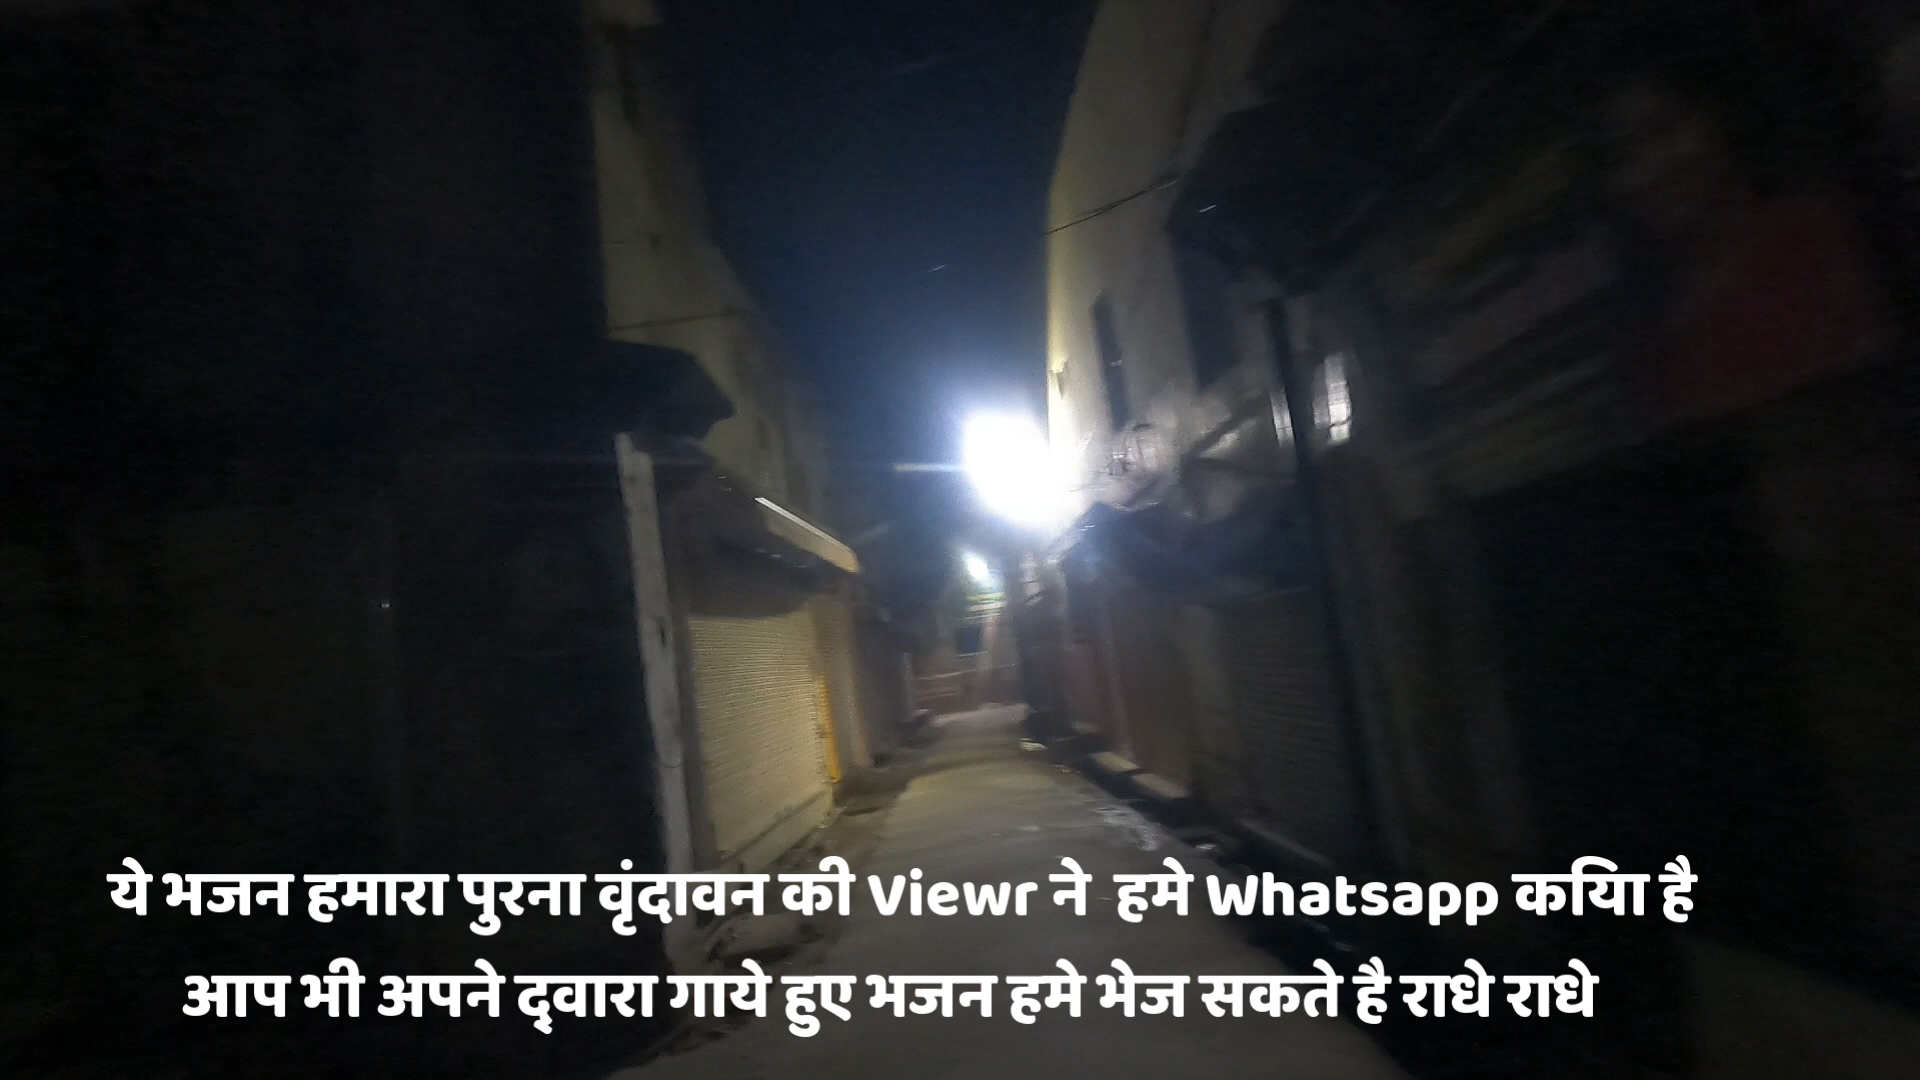 ये भजन हमारा पुरना वृंदावन की Viewr ने हमे Whatsapp कयिा है
आप भी अपने द्वारा गाये हुए भजन हमे भेज सकते है राधे राधे